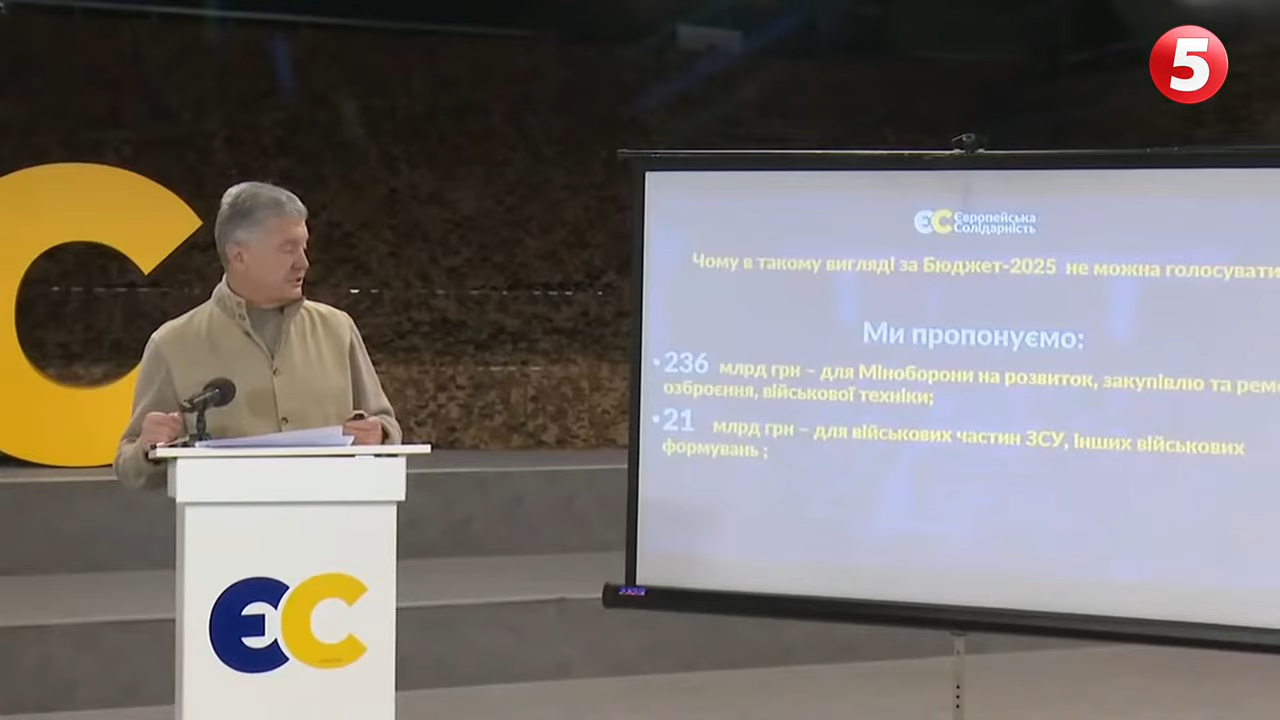 5
ЄС Європейська
Солідарність
Чому в такому вигляді за Бюджет-2025 не можна голосувати
Ми пропонуємо:
• 236 млрд грн – для Міноборони на розвиток, закупівлю та рем
озброєння, військової техніки;
• 21 млрд грн – для військових частин ЗСУ, інших військових
формувань ;
ЄС